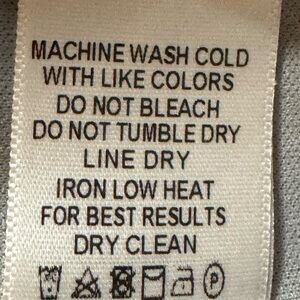 MACHINE WASH COLD
WITH LIKE COLORS
DO NOT BLEACH
DO NOT TUMBLE DRY
LINE DRY
IRON LOW HEAT
FOR BEST RESULTS
DRY CLEAN
P